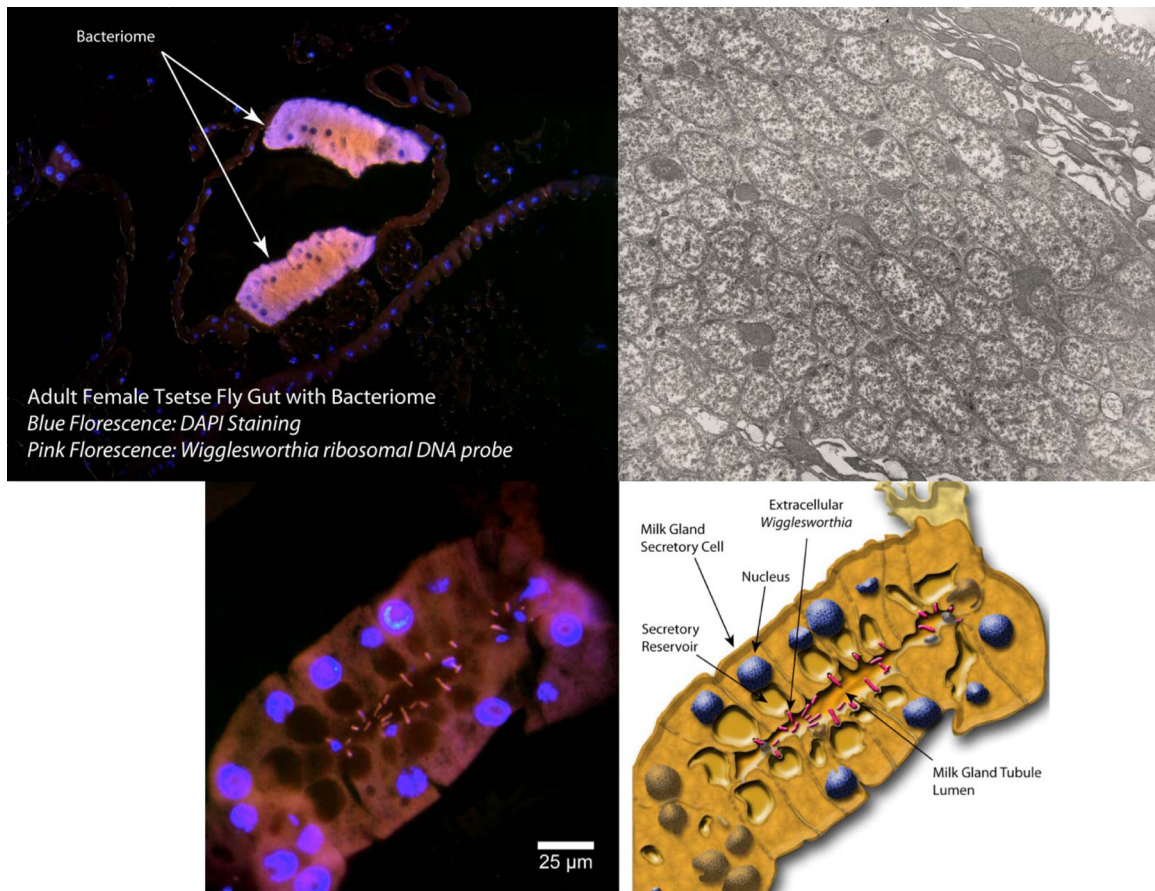 Bacteriome
Adult Female Tsetse Fly Gut with Bacteriome
Blue Florescence: DAPI Staining
Pink Florescence: Wigglesworthia ribosomal DNA probe
25 µm
Extracellular
Wigglesworthia
Milk Gland
Secretory Cell
Nucleus
Secretory
Reservoir
Milk Gland Tubule
Lumen